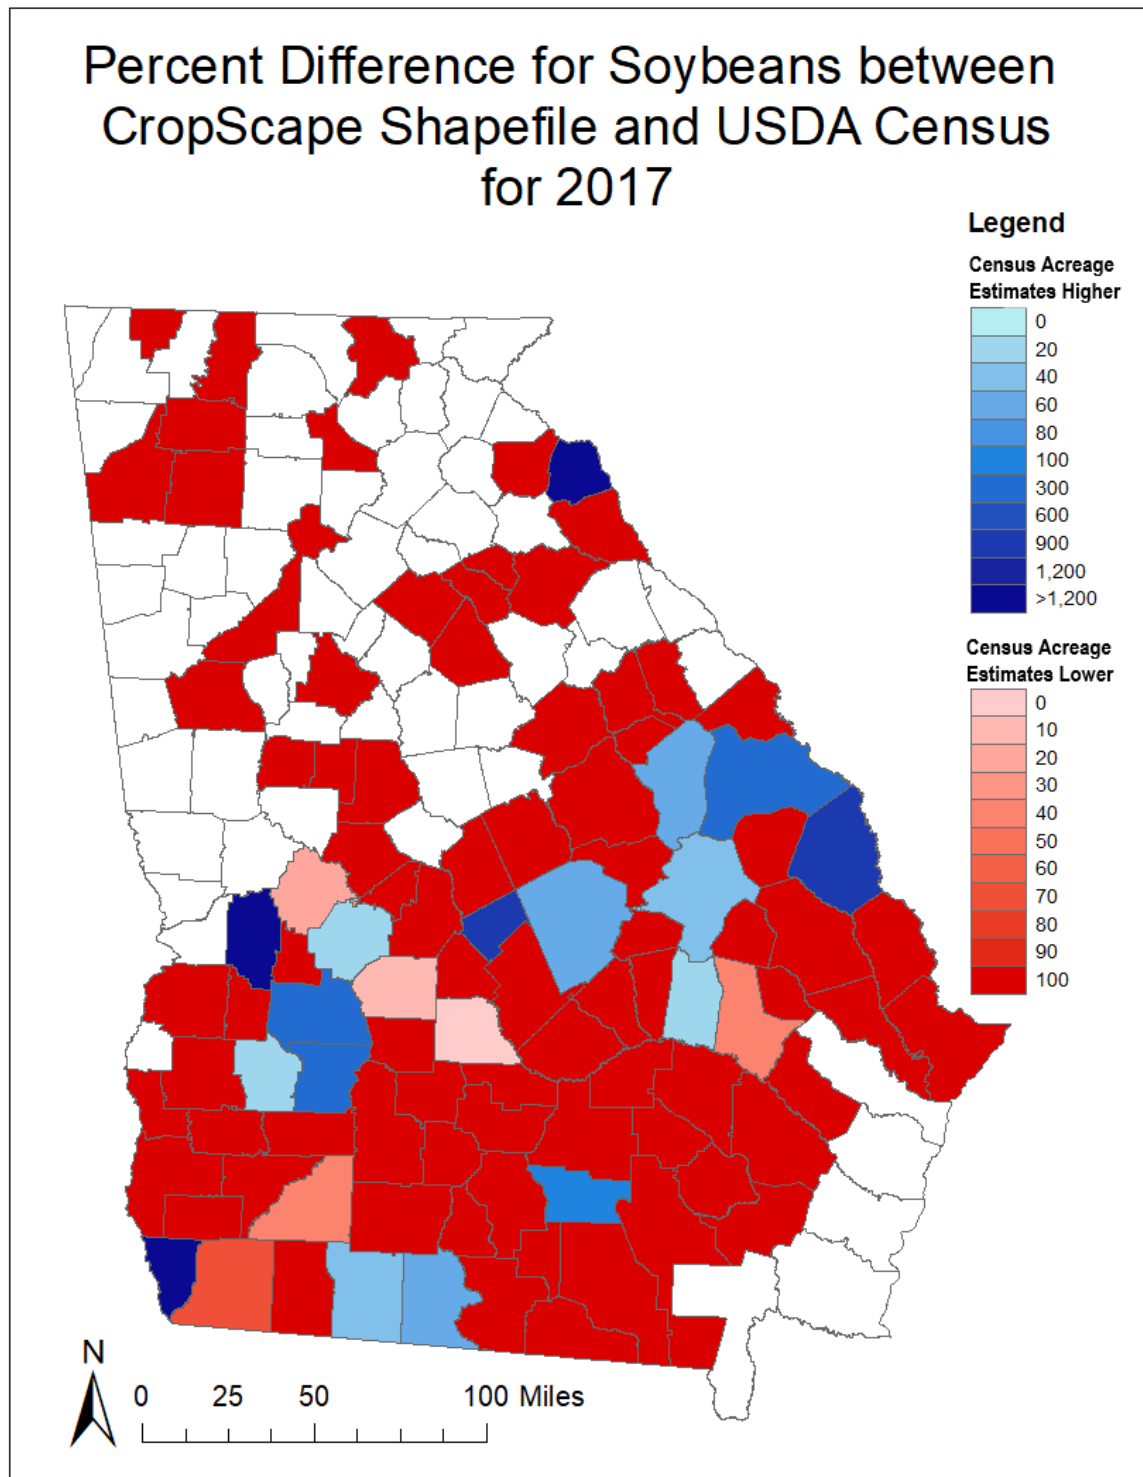 Percent Difference for Soybeans between
CropScape Shapefile and USDA Census
for 2017
Legend
Census Acreage
Estimates Higher
0
20
40
60
80
100
300
600
900
1,200
>1,200
Census Acreage
Estimates Lower
0
10
20
30
40
50
60
70
80
90
100
N
0 25 50 100 Miles